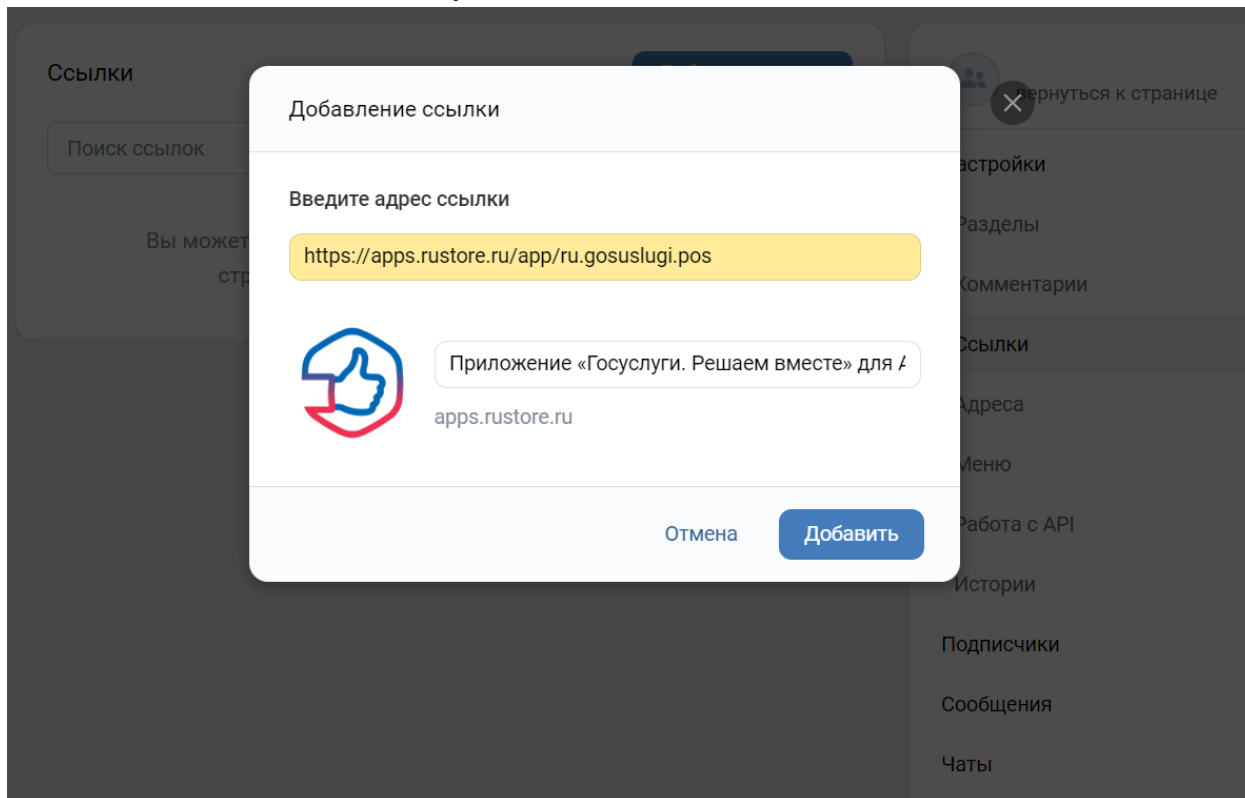 Ссылки
Добавление ссылки
вернуться к странице
Поиск ссылок
Введите адрес ссылки
https://apps.rustore.ru/app/ru.gosuslugi.pos
Вы может
стр
Приложение «Госуслуги. Решаем вместе» для А
apps.rustore.ru
Отмена
Добавить
астройки
Разделы
Комментарии
Ссылки
Адреса
Меню
Работа с API
Истории
Подписчики
Сообщения
Чаты